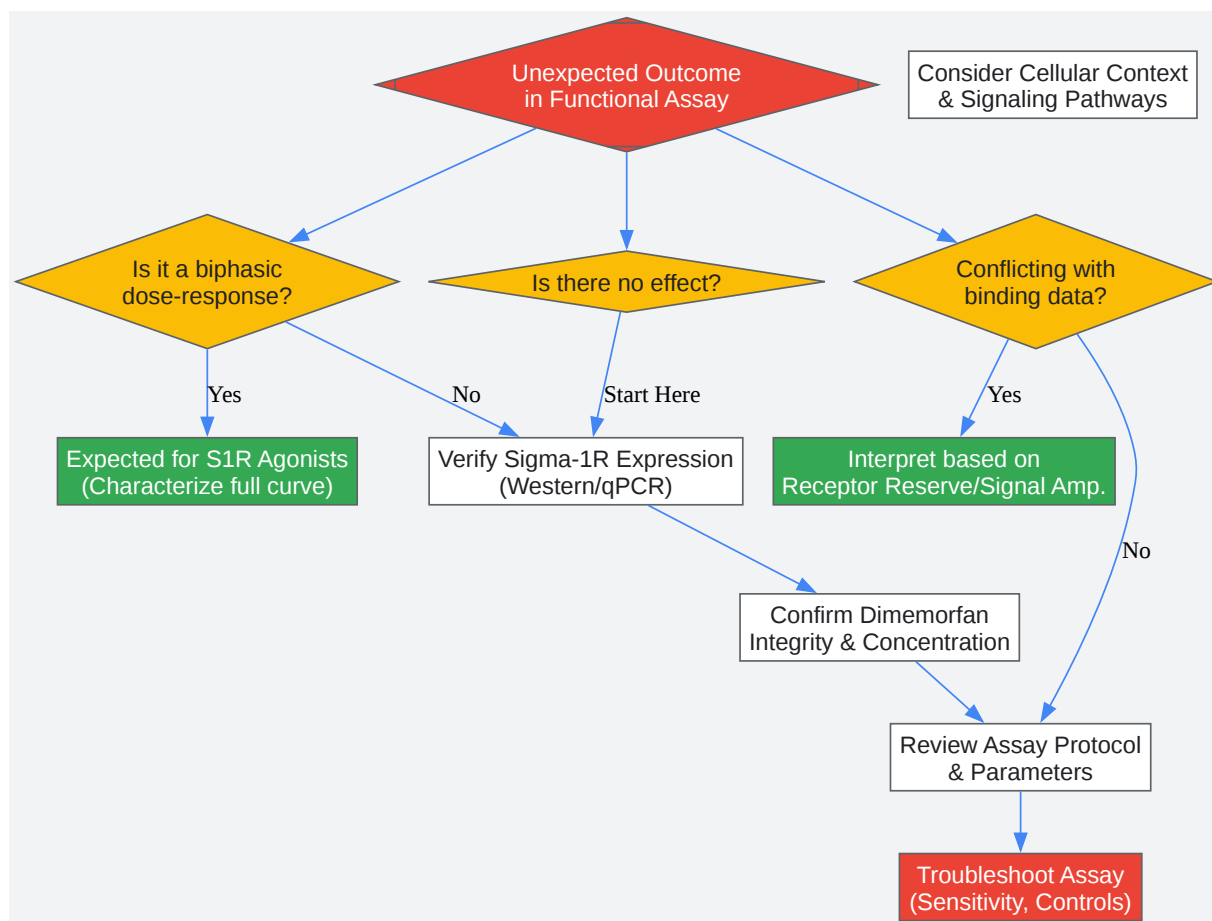 Unexpected Outcome
in Functional Assay
Consider Cellular Context
& Signaling Pathways
Is it a biphasic
dose-response?
Is there no effect?
Conflicting with
binding data?
Yes
No
Start Here
Yes
Expected for S1R Agonists
(Characterize full curve)
Verify Sigma-1R Expression
(Western/qPCR)
Interpret based on
Receptor Reserve/Signal Amp.
No
Confirm Dimemorfan
Integrity & Concentration
Review Assay Protocol
& Parameters
Troubleshoot Assay
(Sensitivity, Controls)